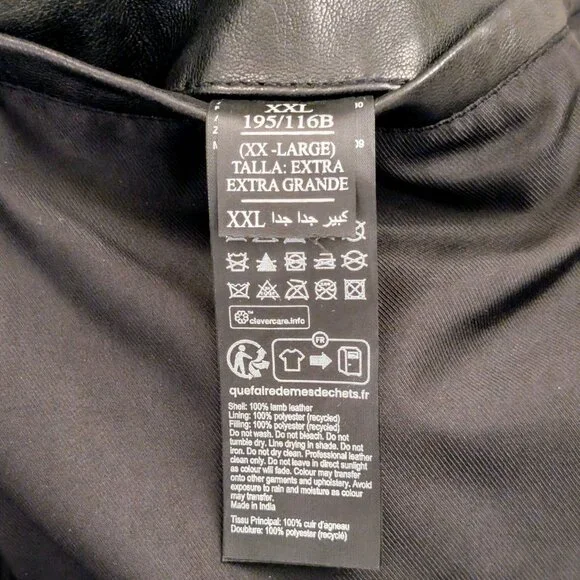 XXL
195/116B
(XX -LARGE)
TALLA: EXTRA
EXTRA GRANDE
XXL كبير جدا جدا
clevercare.info
FR
quefairedemesdechets.fr
Shell: 100% lamb leather
Lining: 100% polyester (recycled)
Filling: 100% polyester (recycled)
Do not wash. Do not bleach. Do not
tumble dry. Line drying in shade. Do not
iron. Do not dry clean. Professional leather
clean only. Do not leave in direct sunlight
as colour will fade. Colour may transfer
onto other garments and upholstery. Avoid
exposure to rain and moisture as colour
may transfer.
Made in India
Tissu Principal: 100% cuir d'agneau
Doublure: 100% polyester (recyclé)